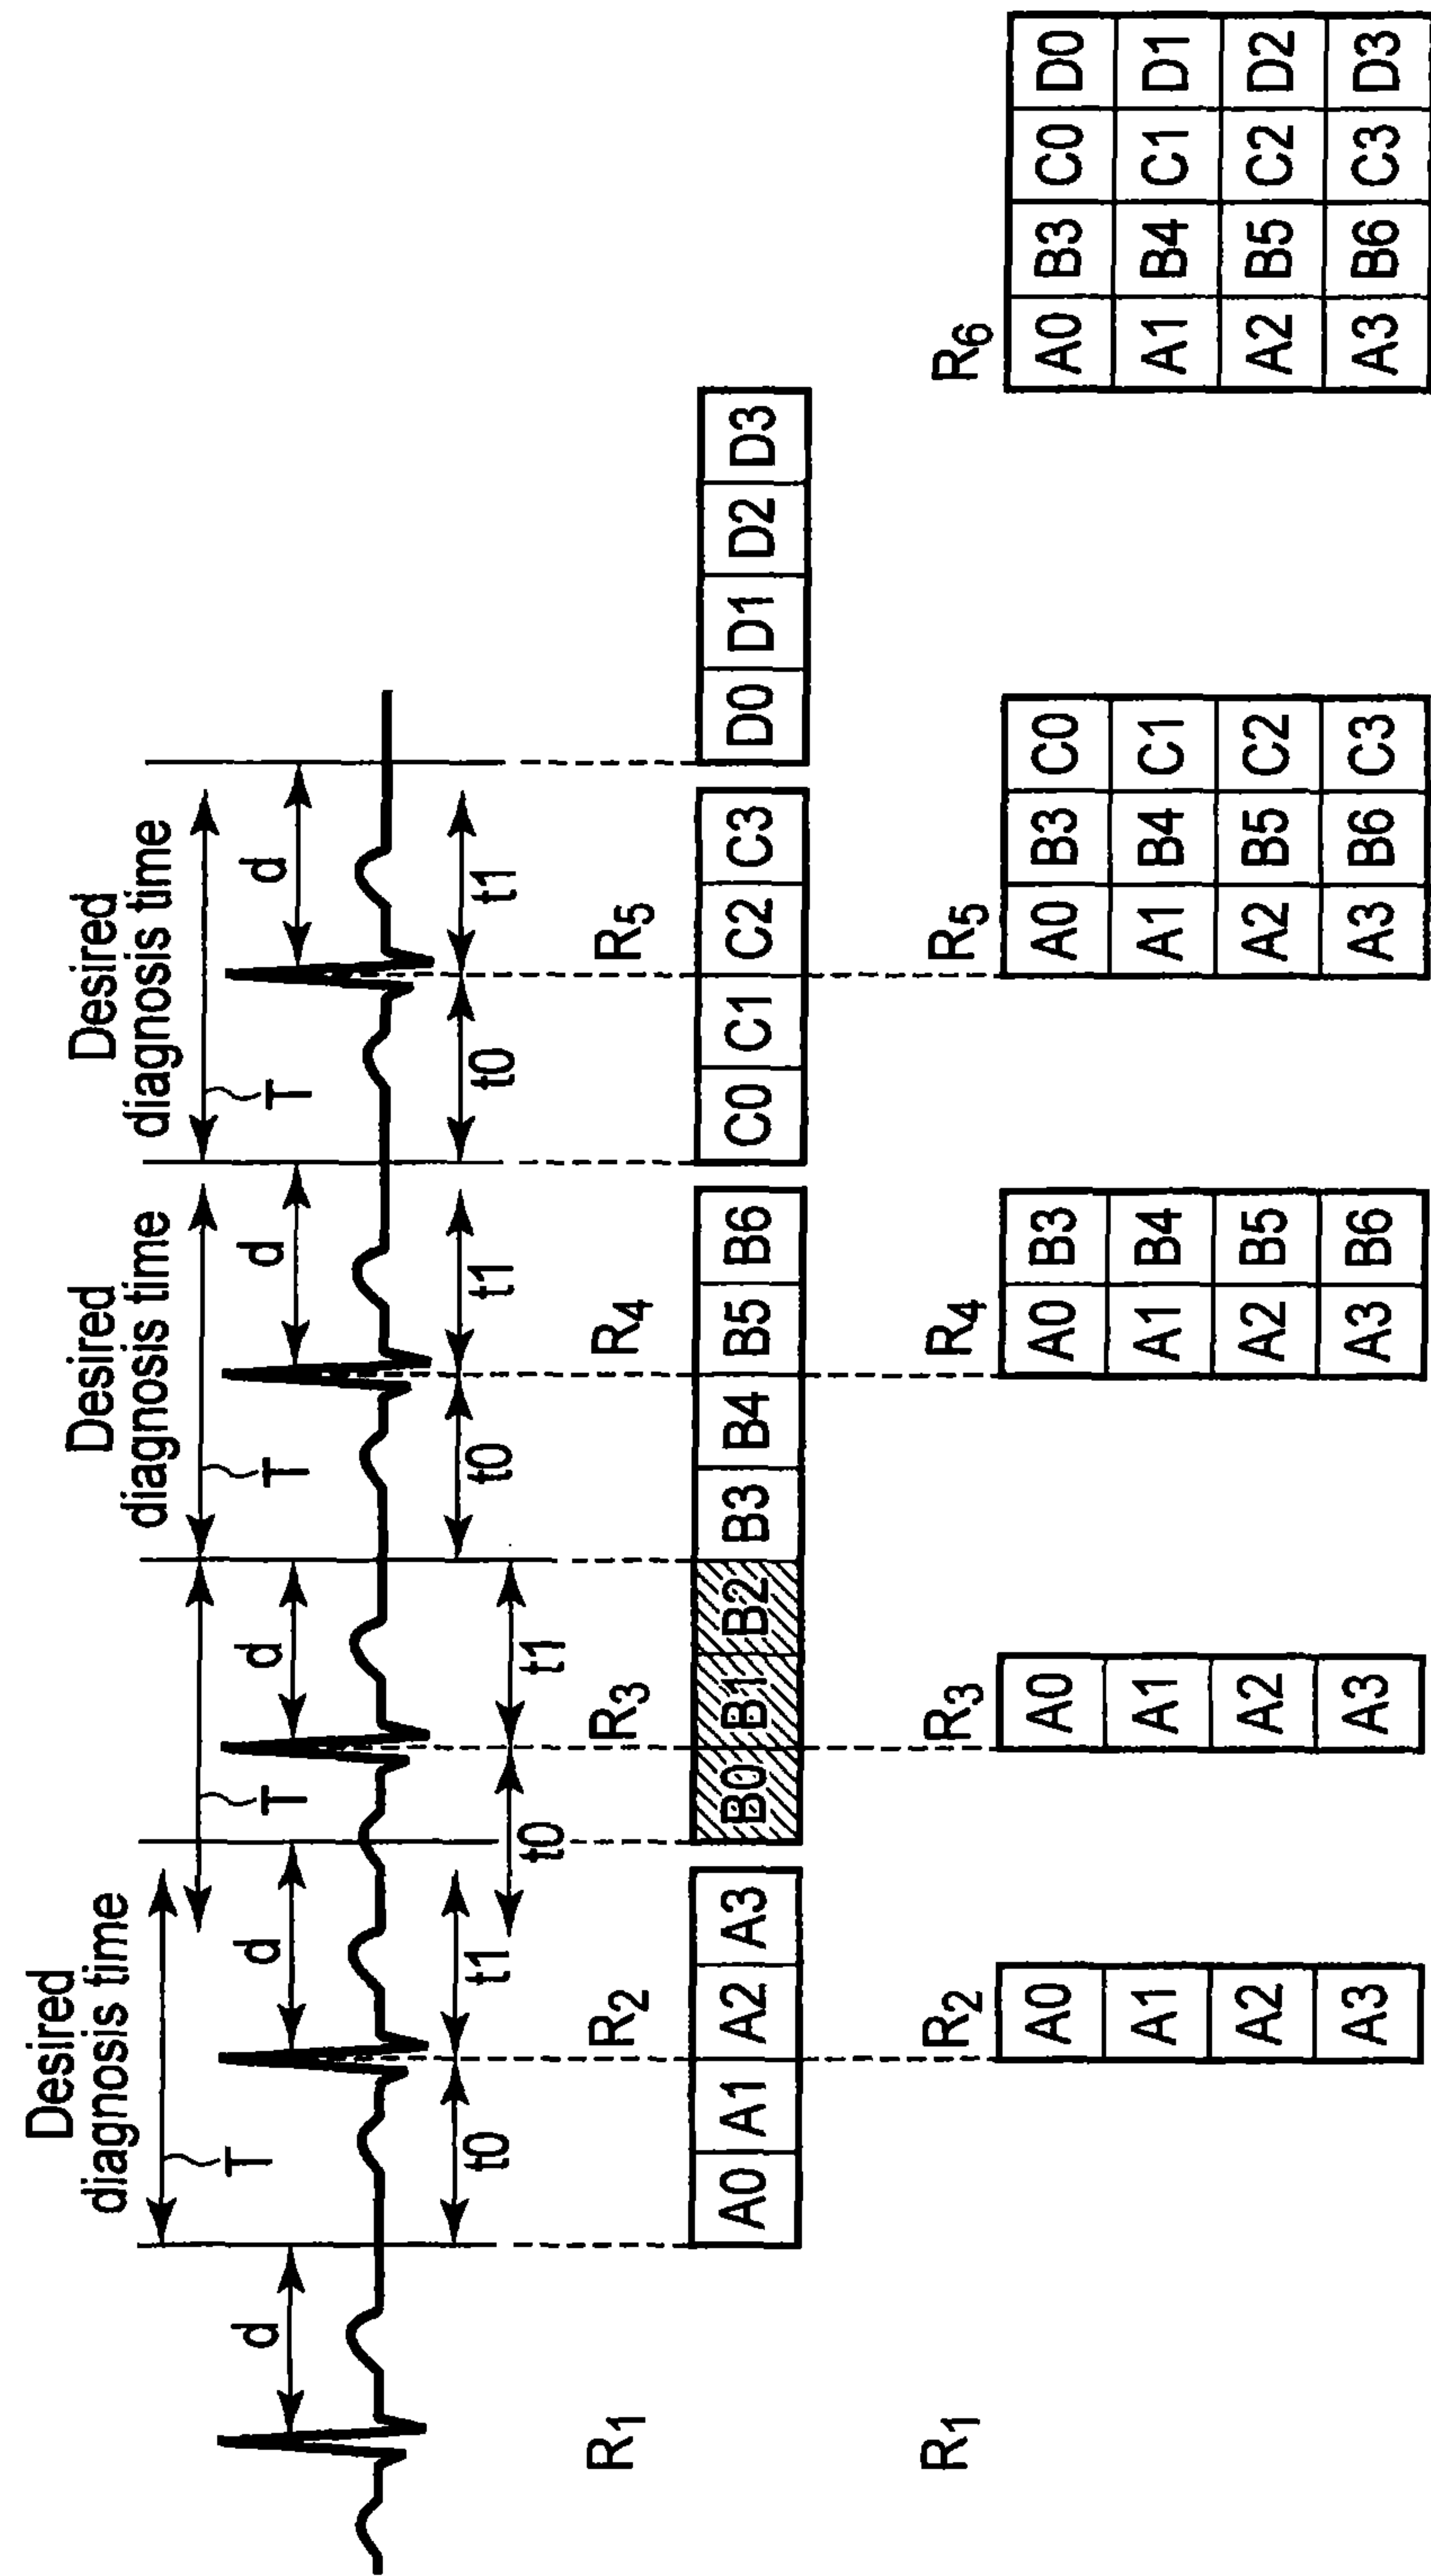 Desired
diagnosis time
Desired
diagnosis time
Desired
diagnosis time
T
T
T
T
d
d
d
d
d
t0
t1
t0
t1
t0
t1
t0
t1
R1
R2
R3
R4
R5
A0 A1 A2 A3
B0 B1 B2 B3 B4 B5 B6
C0 C1 C2 C3
D0 D1 D2 D3
R1
R2
A0
A1
A2
A3
R3
A0
A1
A2
A3
R4
A0 B3
A1 B4
A2 B5
A3 B6
R5
A0 B3 C0
A1 B4 C1
A2 B5 C2
A3 B6 C3
R6
A0 B3 C0 D0
A1 B4 C1 D1
A2 B5 C2 D2
A3 B6 C3 D3